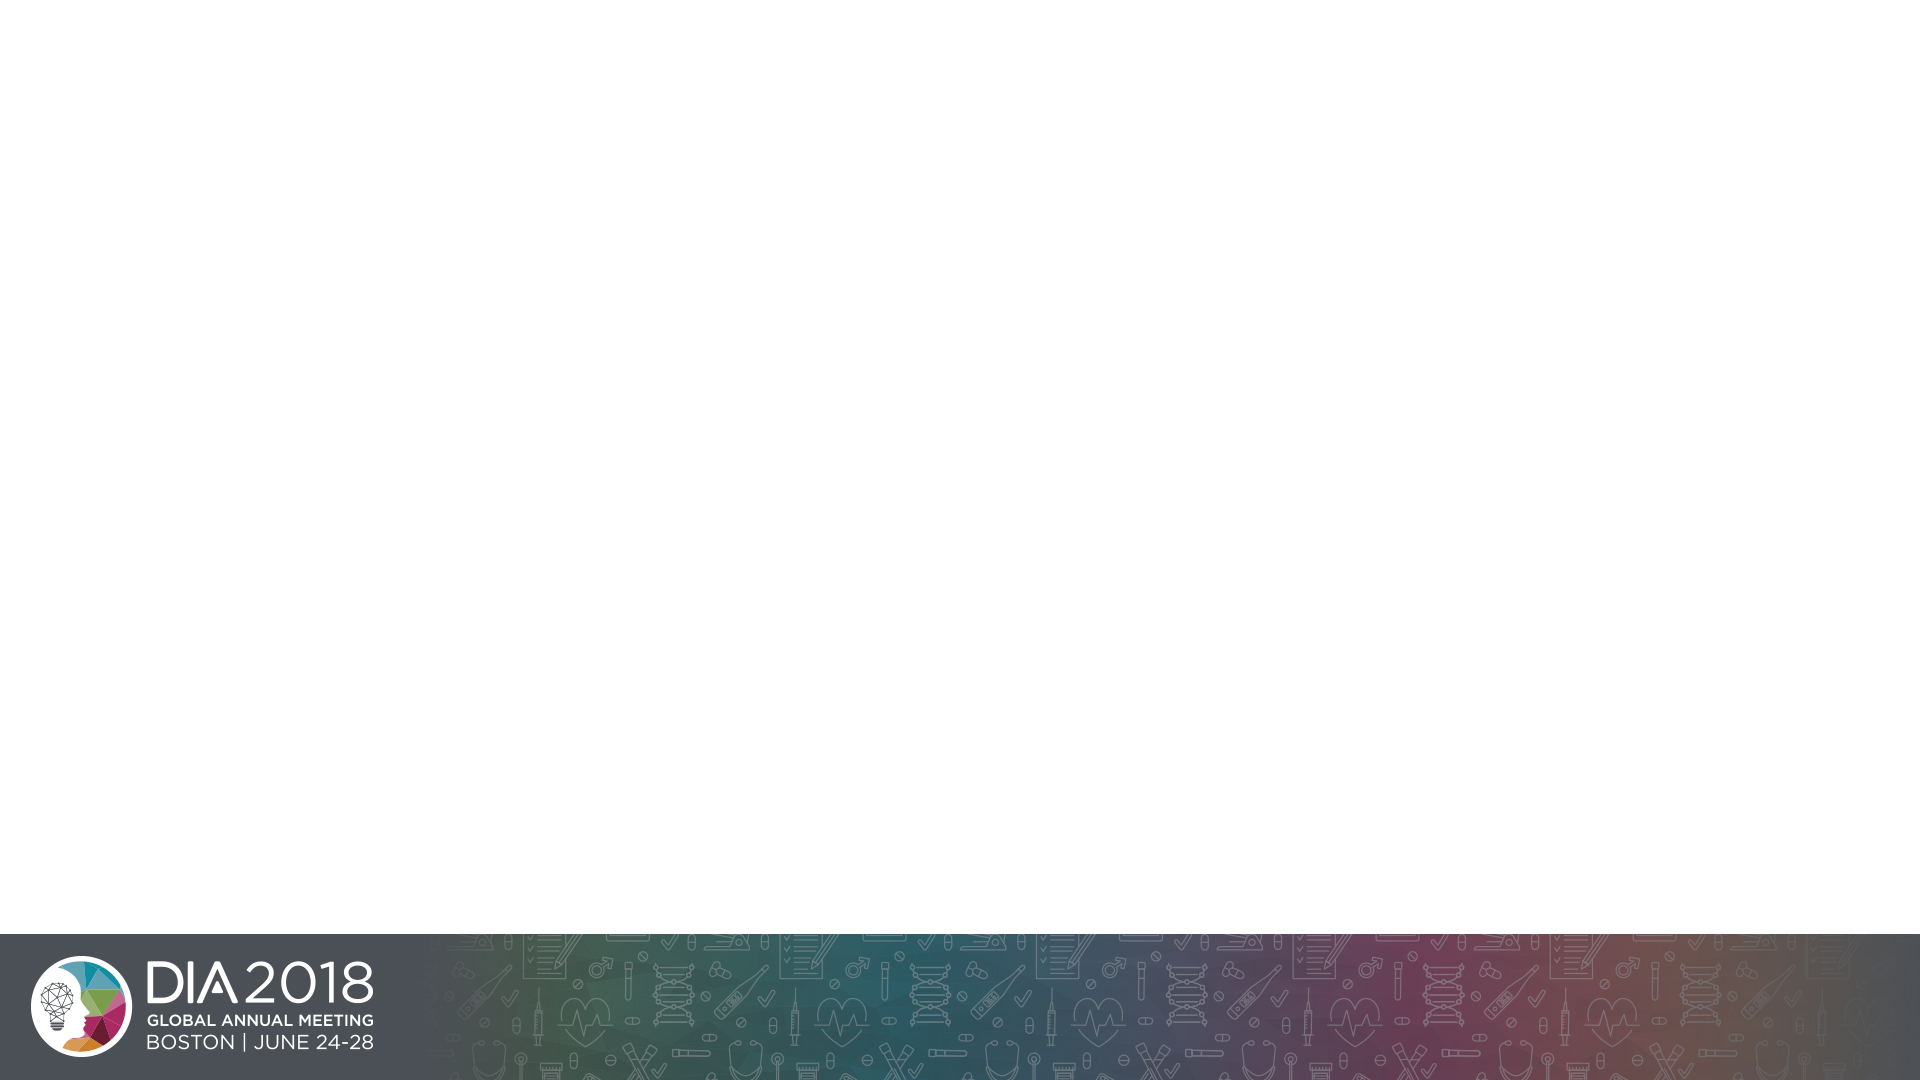 DIA 2018
GLOBAL ANNUAL MEETING
BOSTON | JUNE 24-28